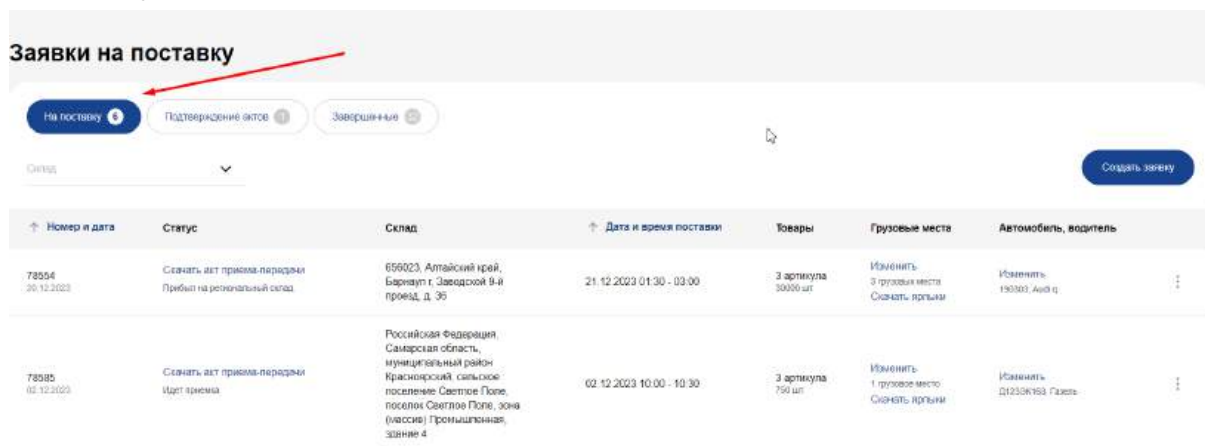 Заявки на поставку
На поставку 6
Подтверждение актов
Завершенные
Склад
Создать заявку
Номер и дата Статус Склад Дата и время поставки Товары Грузовые места Автомобиль, водитель
78554
20.12.2023
Скачать акт приема-передачи
Прибыл на региональный склад
656023, Алтайский край,
Барнаул г, Заводской 9-й
проезд, д. 36
21.12.2023 01:30 - 03:00
3 артикула
30000 шт
Изменить
3 грузовых места
Скачать ярлыки
Изменить
190303, Audi q
78585
02.12.2023
Скачать акт приема-передачи
Идет приемка
Российская Федерация,
Самарская область,
муниципальный район
Красноярский, сельское
поселение Светлое Поле,
поселок Светлое Поле, зона
(массив) Промышленная,
здание 4
02.12.2023 10:00 - 10:30
3 артикула
750 шт
Изменить
1 грузовое место
Скачать ярлыки
Изменить
Газель